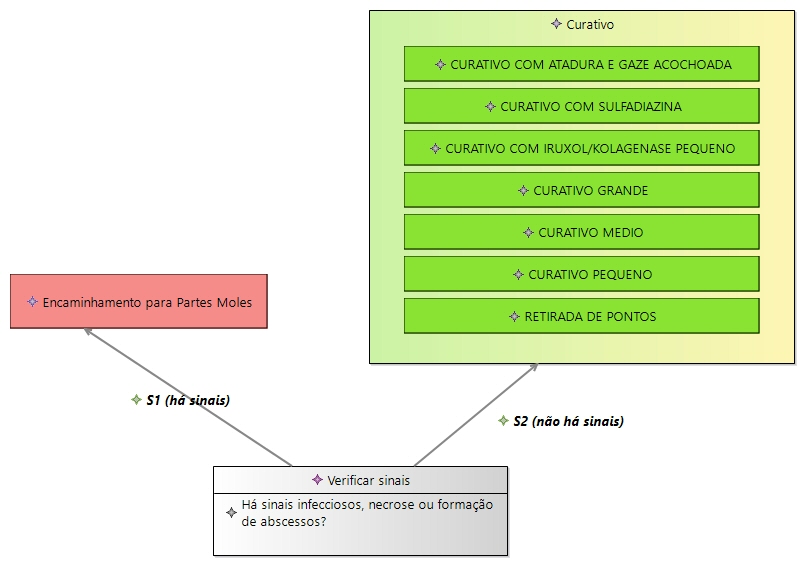 Curativo
CURATIVO COM ATADURA E GAZE ACOCHOADA
CURATIVO COM SULFADIAZINA
CURATIVO COM IRUXOL/KOLAGENASE PEQUENO
CURATIVO GRANDE
CURATIVO MEDIO
CURATIVO PEQUENO
RETIRADA DE PONTOS
Encaminhamento para Partes Moles
S1 (há sinais)
S2 (não há sinais)
Verificar sinais
Há sinais infecciosos, necrose ou formação
de abscessos?